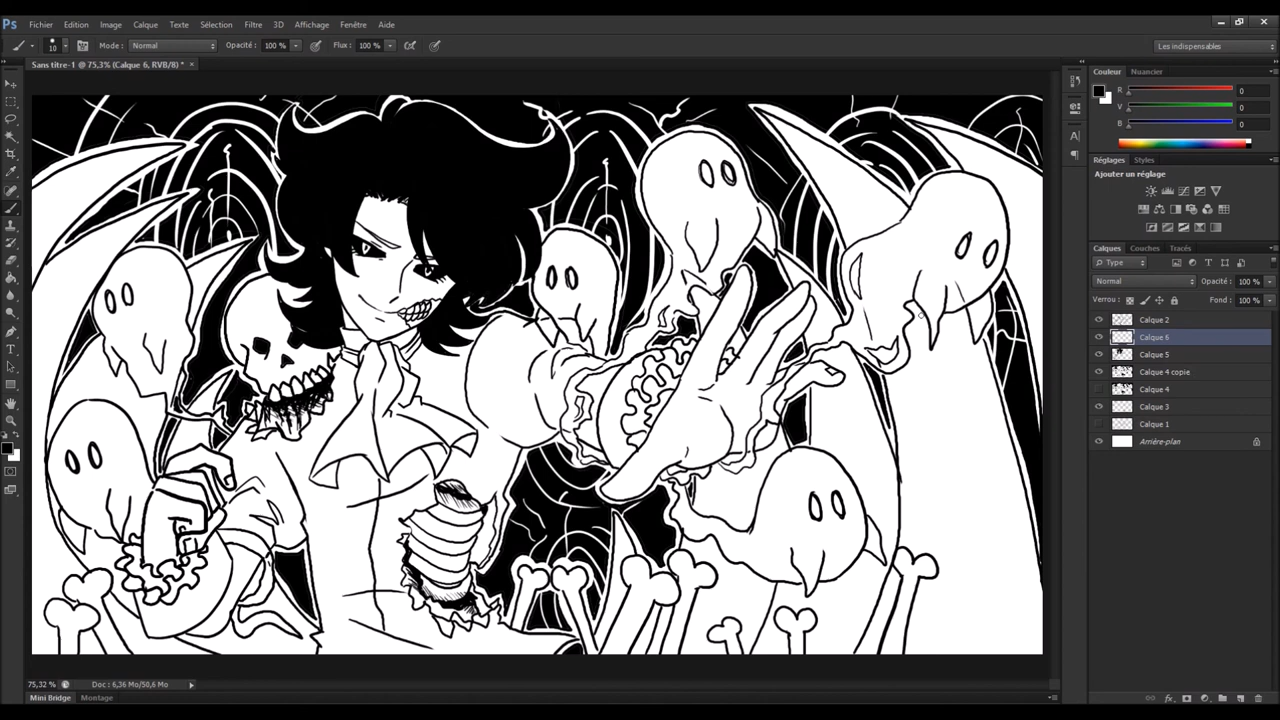 Ps Fichier Edition Image Calque Texte Sélection Filtre 3D Affichage Fenêtre Aide
10 Mode : Normal Opacité : 100 % Flux : 100 % Les indispensables
Sans titre-1 @ 75,3% (Calque 6, RVB/8) * ×
Couleur Nuancier
R 0
V 0
B 0
Réglages Styles
Ajouter un réglage
Calques Couches Tracés
Type
Normal Opacité : 100 %
Verrou : Fond : 100 %
Calque 2
Calque 6
Calque 5
Calque 4 copie
Calque 4
Calque 3
Calque 1
Arrière-plan
75,32 % Doc : 6,36 Mo/50,6 Mo
Mini Bridge Montage